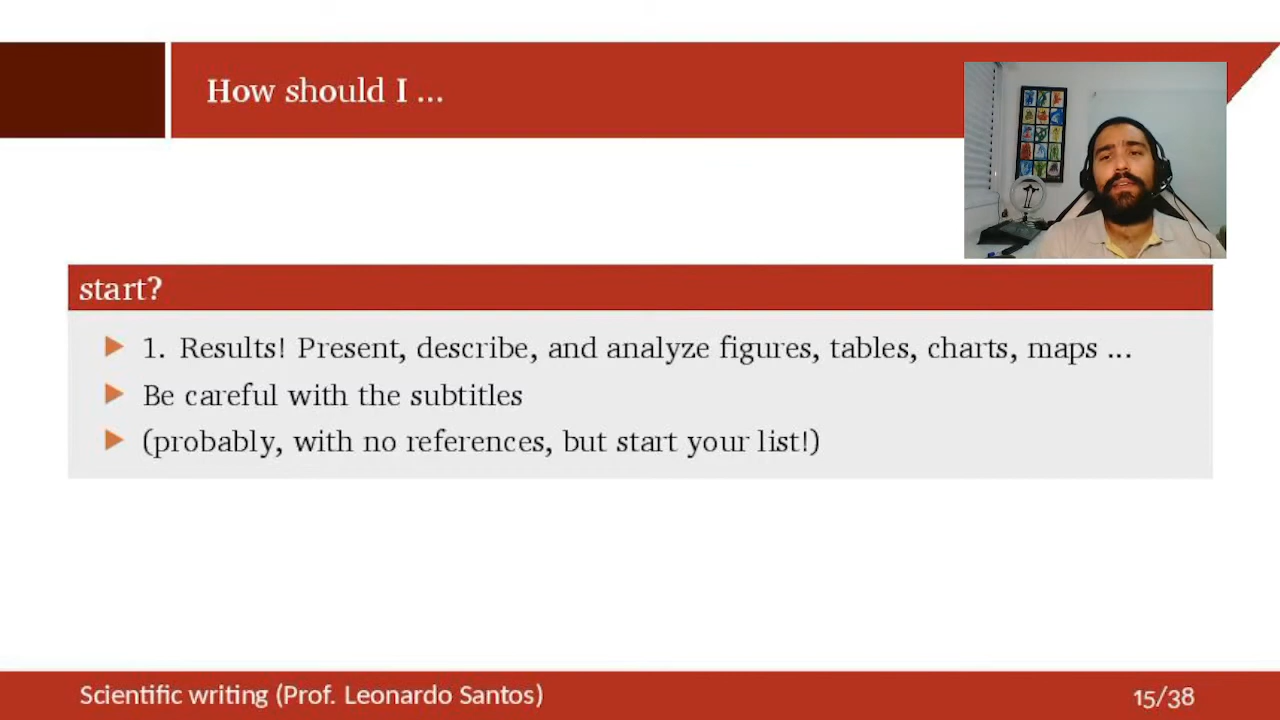 How should I ...
start?
1. Results! Present, describe, and analyze figures, tables, charts, maps ...
Be careful with the subtitles
(probably, with no references, but start your list!)
Scientific writing (Prof. Leonardo Santos)
15/38